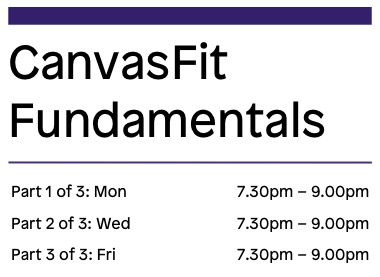 CanvasFit
Fundamentals
Part 1 of 3: Mon 7.30pm – 9.00pm
Part 2 of 3: Wed 7.30pm – 9.00pm
Part 3 of 3: Fri 7.30pm – 9.00pm